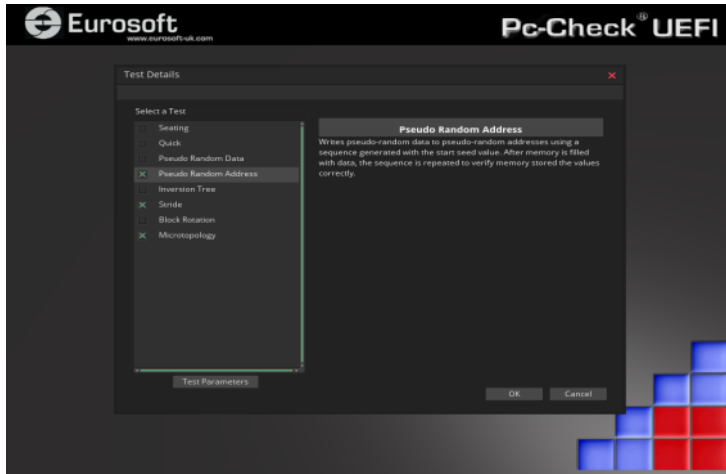 Eurosoft
www.eurosoft-uk.com
Pc-Check® UEFI
Test Details
Select a Test
Seating
Quick
Pseudo Random Data
Pseudo Random Address
Inversion Tree
Stride
Block Rotation
Microtopology
Test Parameters
Pseudo Random Address
Writes pseudo-random data to pseudo-random addresses using a
sequence generated with the start seed value. After memory is filled
with data, the sequence is repeated to verify memory stored the values
correctly.
OK
Cancel